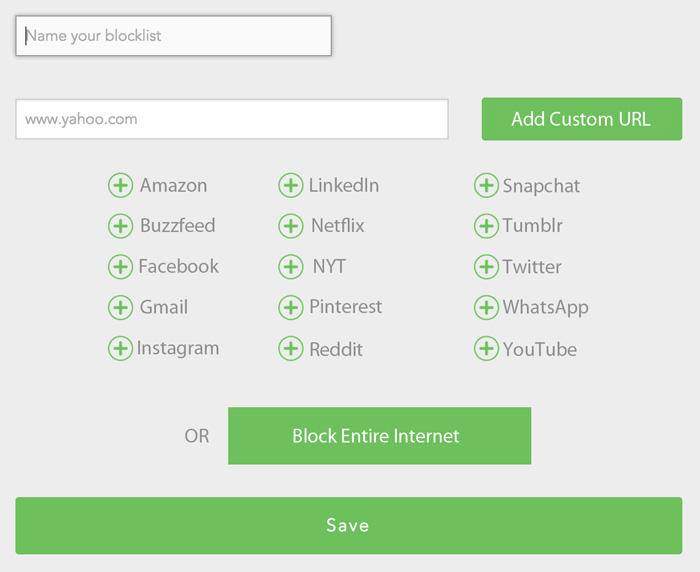 Name your blocklist
www.yahoo.com Add Custom URL
Amazon LinkedIn Snapchat
Buzzfeed Netflix Tumblr
Facebook NYT Twitter
Gmail Pinterest WhatsApp
Instagram Reddit YouTube
OR Block Entire Internet
Save